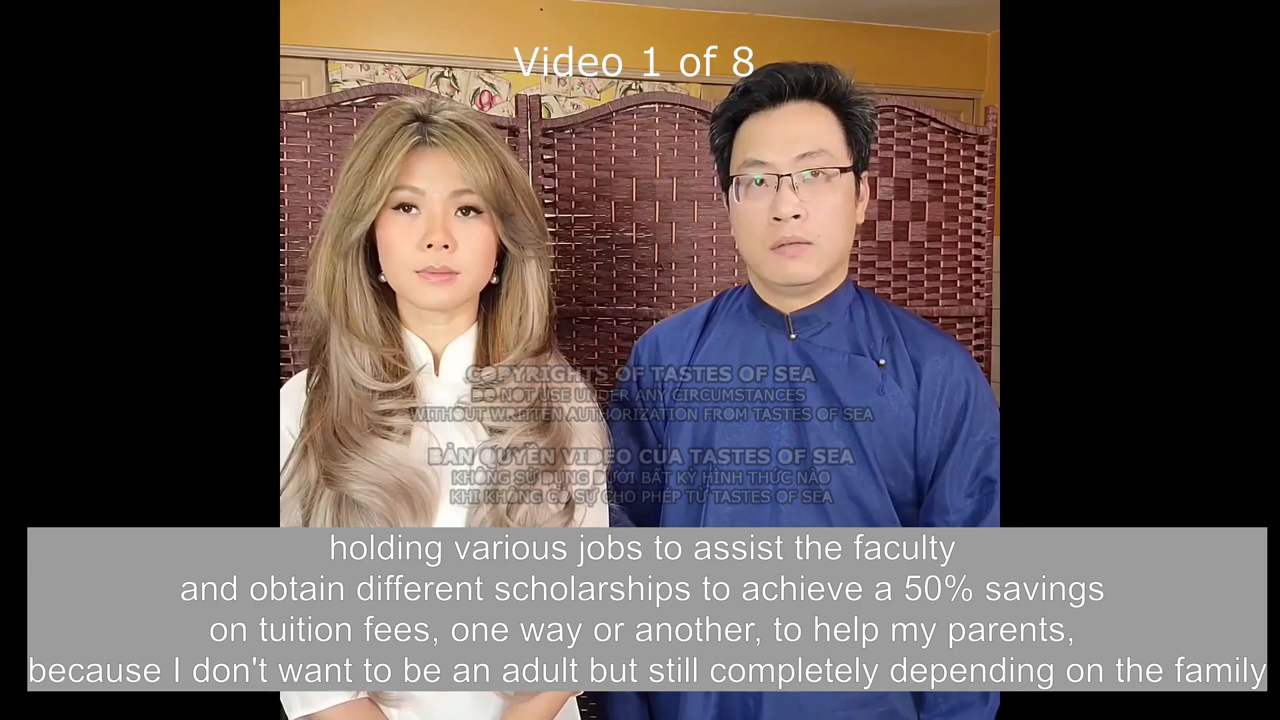 Video 1 of 8
COPYRIGHTS OF TASTES OF SEA
DO NOT USE UNDER ANY CIRCUMSTANCES
WITHOUT WRITTEN AUTHORIZATION FROM TASTES OF SEA
BẢN QUYỀN VIDEO CỦA TASTES OF SEA
KHÔNG SỬ DỤNG DƯỚI BẤT KỲ HÌNH THỨC NÀO
KHI KHÔNG CÓ SỰ CHO PHÉP TỪ TASTES OF SEA
holding various jobs to assist the faculty
and obtain different scholarships to achieve a 50% savings
on tuition fees, one way or another, to help my parents,
because I don't want to be an adult but still completely depending on the family